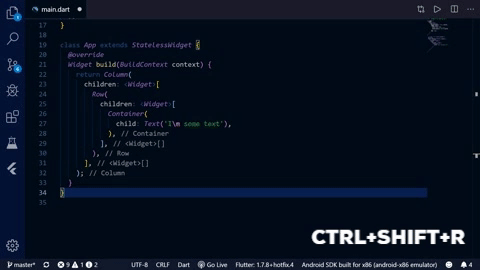 main.dart
17 }
18
19 class App extends StatelessWidget {
20 @override
21 Widget build(BuildContext context) {
22 return Column(
23 children: <Widget>[
24 Row(
25 children: <Widget>[
26 Container(
27 child: Text('I\m some text'),
28 ), // Container
29 ], // <Widget>[]
30 ), // Row
31 ], // <Widget>[]
32 ); // Column
33 }
34 }
35
CTRL+SHIFT+R
master* 9 1 2 UTF-8 CRLF Dart Go Live Flutter: 1.7.8+hotfix.4 Android SDK built for x86 (android-x86 emulator) 4